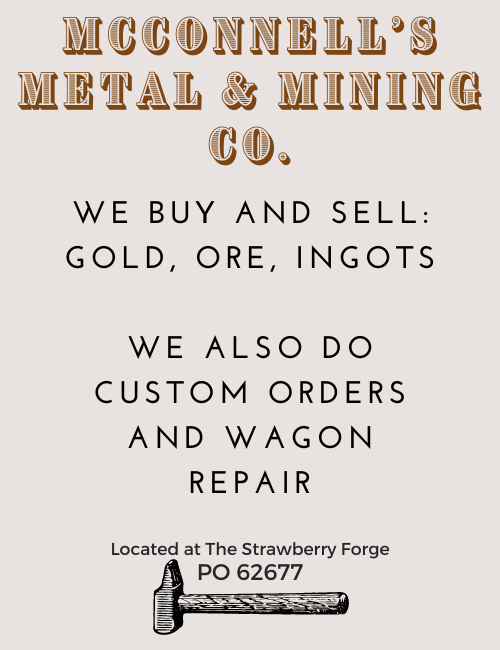 MCCONNELL'S
METAL & MINING
CO.
WE BUY AND SELL:
GOLD, ORE, INGOTS
WE ALSO DO
CUSTOM ORDERS
AND WAGON
REPAIR
Located at The Strawberry Forge
PO 62677